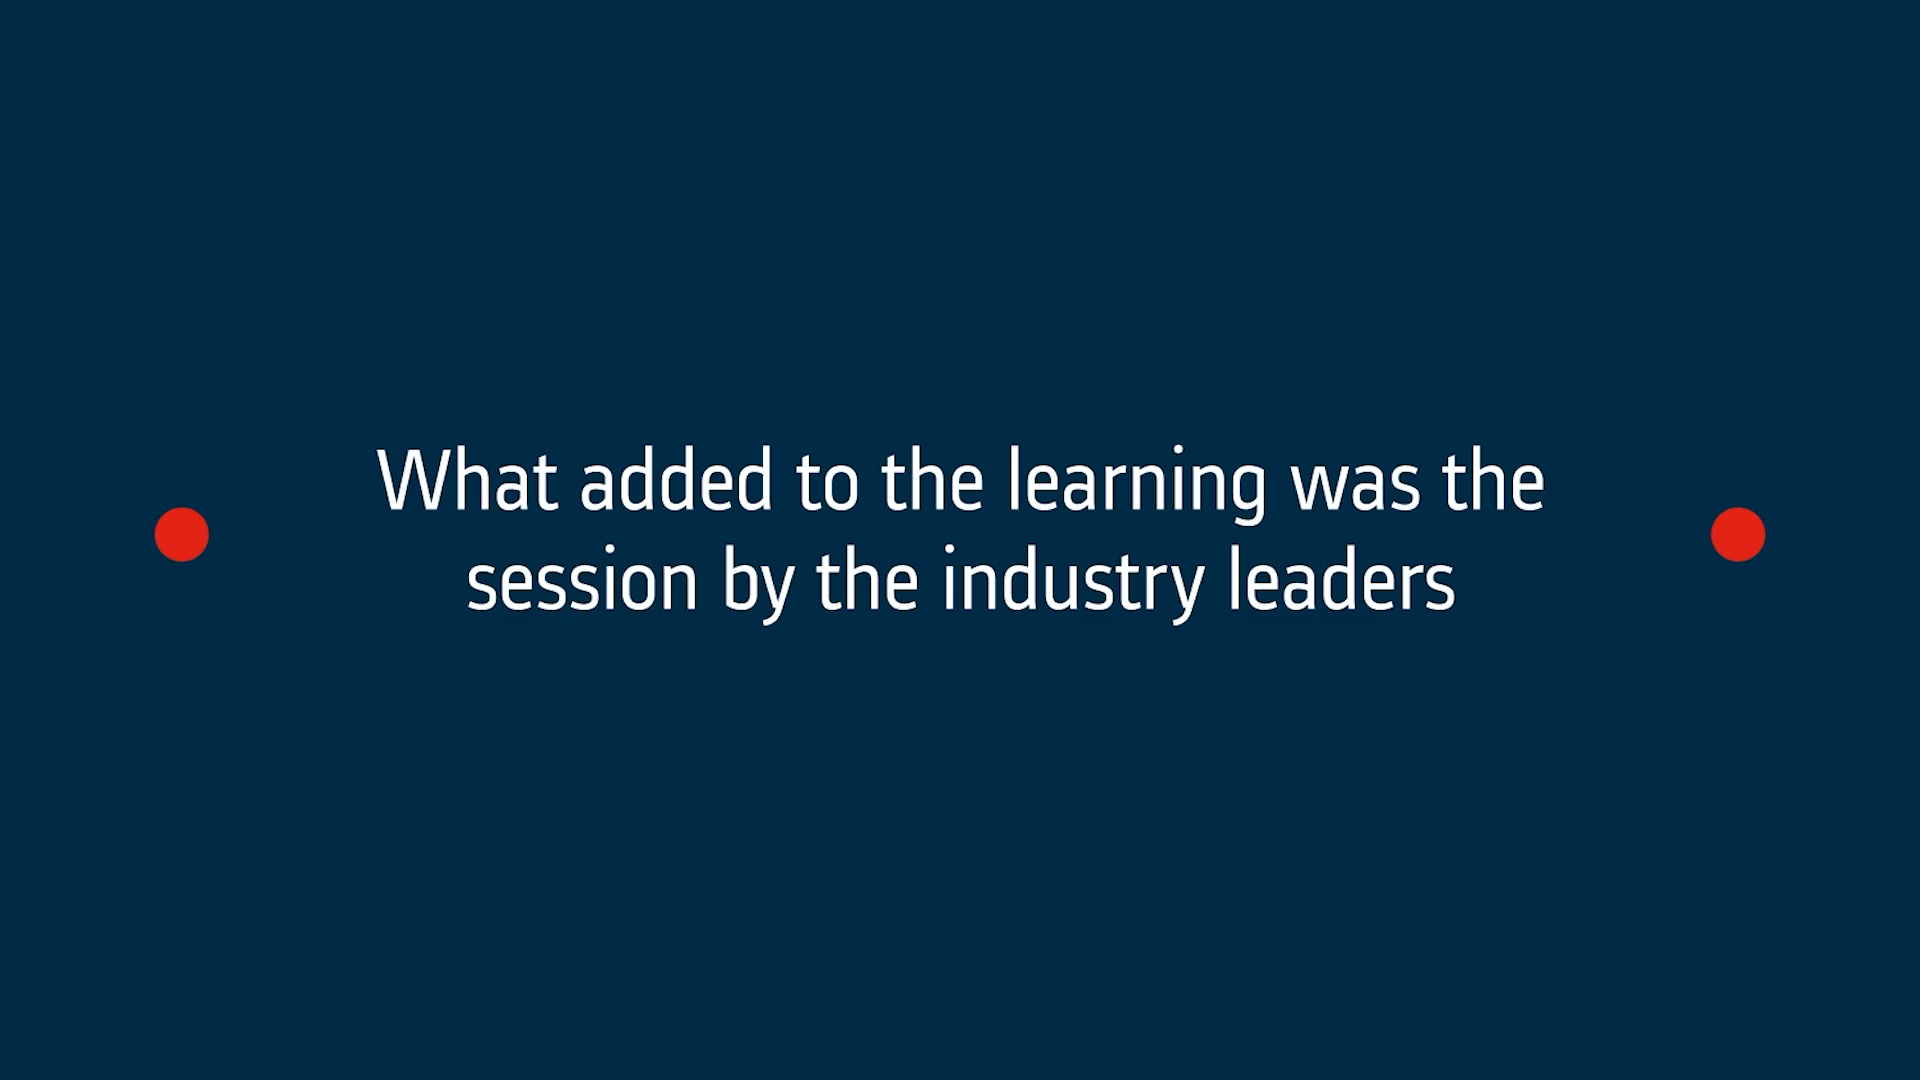 What added to the learning was the
session by the industry leaders